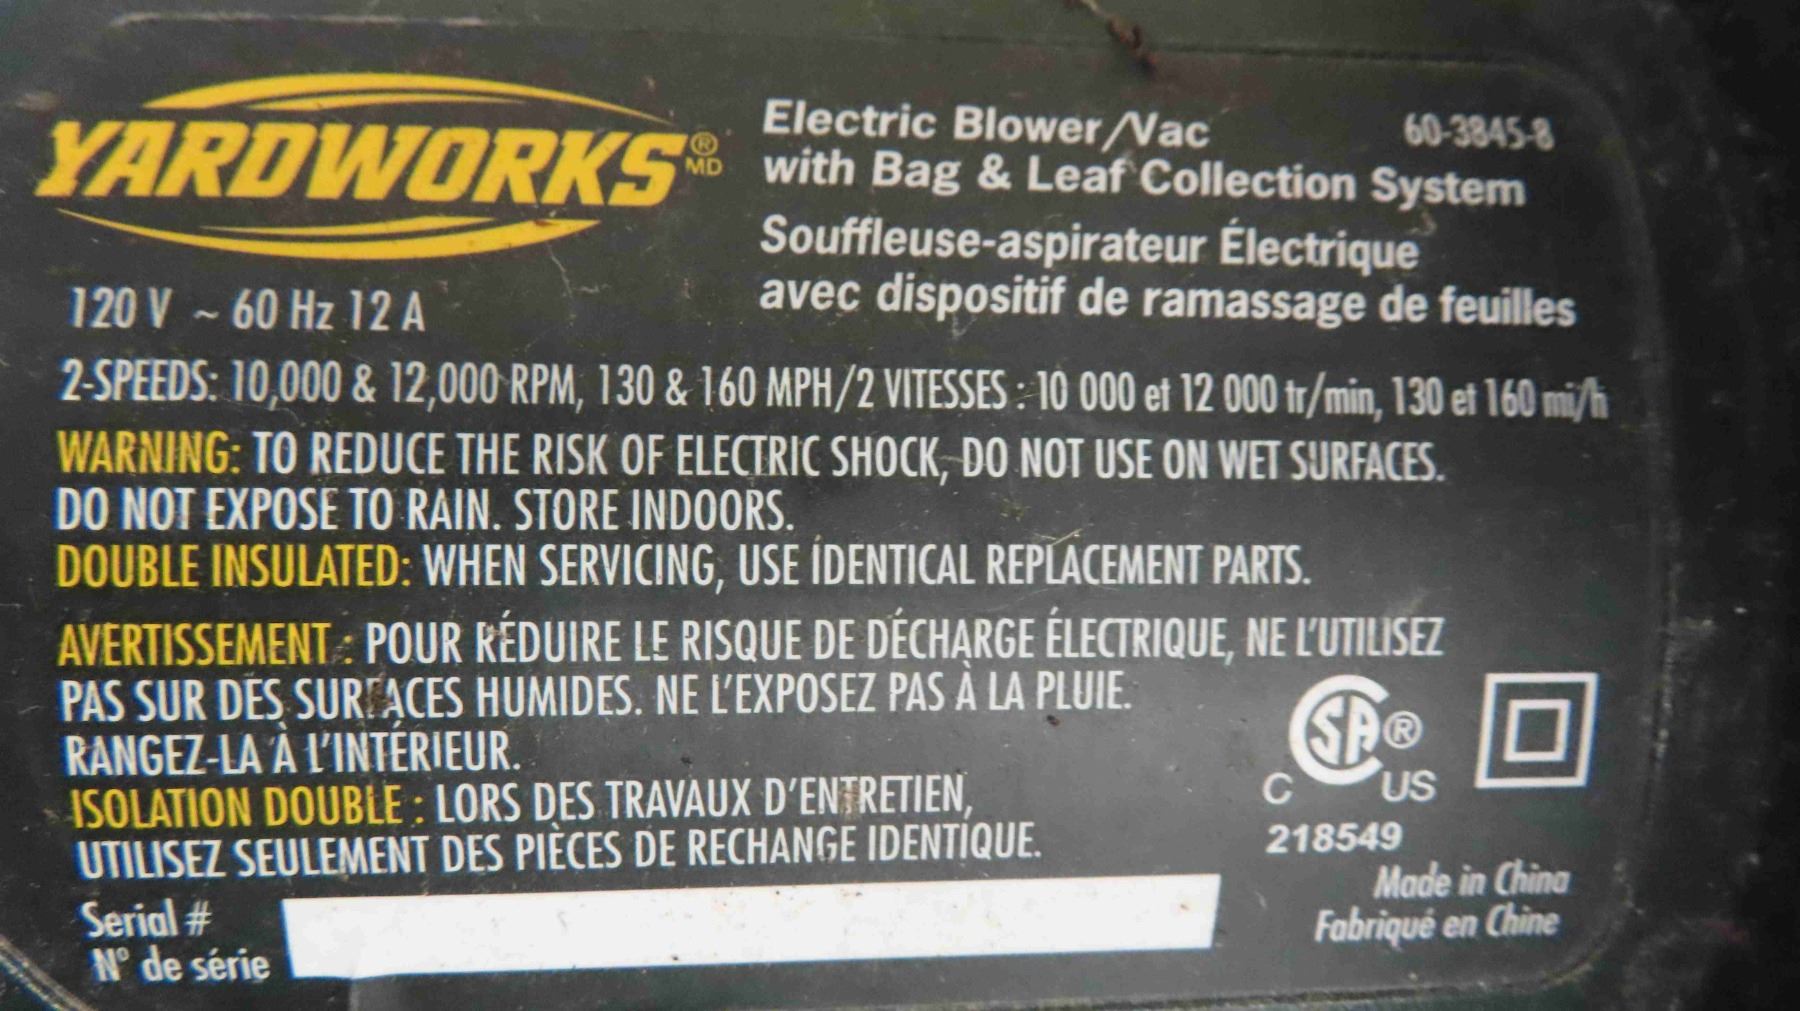 YARDWORKS® MD
Electric Blower/Vac 60-3845-8
with Bag & Leaf Collection System
Souffleuse-aspirateur Électrique
avec dispositif de ramassage de feuilles
120 V ~ 60 Hz 12 A
2-SPEEDS: 10,000 & 12,000 RPM, 130 & 160 MPH/2 VITESSES : 10 000 et 12 000 tr/min, 130 et 160 mi/h
WARNING: TO REDUCE THE RISK OF ELECTRIC SHOCK, DO NOT USE ON WET SURFACES.
DO NOT EXPOSE TO RAIN. STORE INDOORS.
DOUBLE INSULATED: WHEN SERVICING, USE IDENTICAL REPLACEMENT PARTS.
AVERTISSEMENT : POUR RÉDUIRE LE RISQUE DE DÉCHARGE ÉLECTRIQUE, NE L'UTILISEZ
PAS SUR DES SURFACES HUMIDES. NE L'EXPOSEZ PAS À LA PLUIE.
RANGEZ-LA À L'INTÉRIEUR.
ISOLATION DOUBLE : LORS DES TRAVAUX D'ENTRETIEN,
UTILISEZ SEULEMENT DES PIÈCES DE RECHANGE IDENTIQUE.
Serial #
N° de série
CSA®
C US
218549
Made in China
Fabriqué en Chine